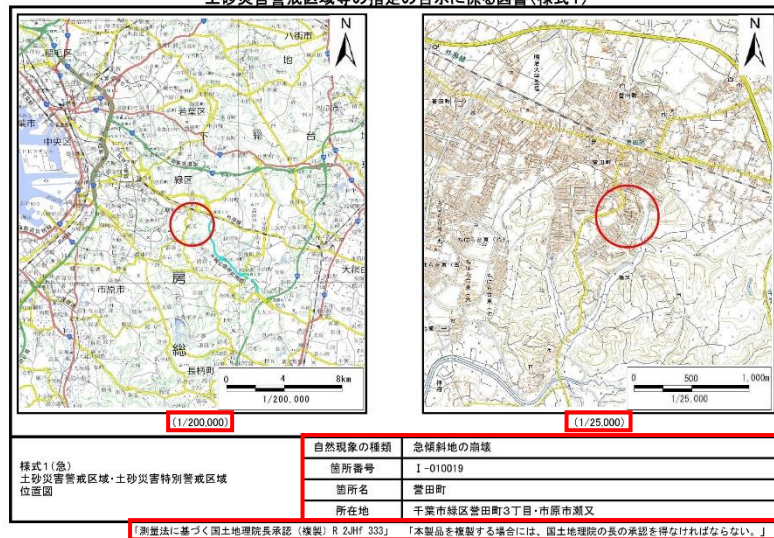 土砂災害警戒区域等の指定の告示に係る図書(様式1)
N
N
八街市
稲毛区
地
若葉区
中央区
下
総
台
緑区
誉田町
誉田町
市原市
房
総
長柄町
0 4 8km
1/200,000
0 500 1,000m
1/25,000
(1/200,000)
(1/25,000)
様式1(急)
土砂災害警戒区域・土砂災害特別警戒区域
位置図
自然現象の種類 急傾斜地の崩壊
箇所番号 I-010019
箇所名 誉田町
所在地 千葉市緑区誉田町3丁目・市原市瀬又
「測量法に基づく国土地理院長承認(複製)R 2JHf 333」 「本製品を複製する場合には、国土地理院の長の承認を得なければならない。」